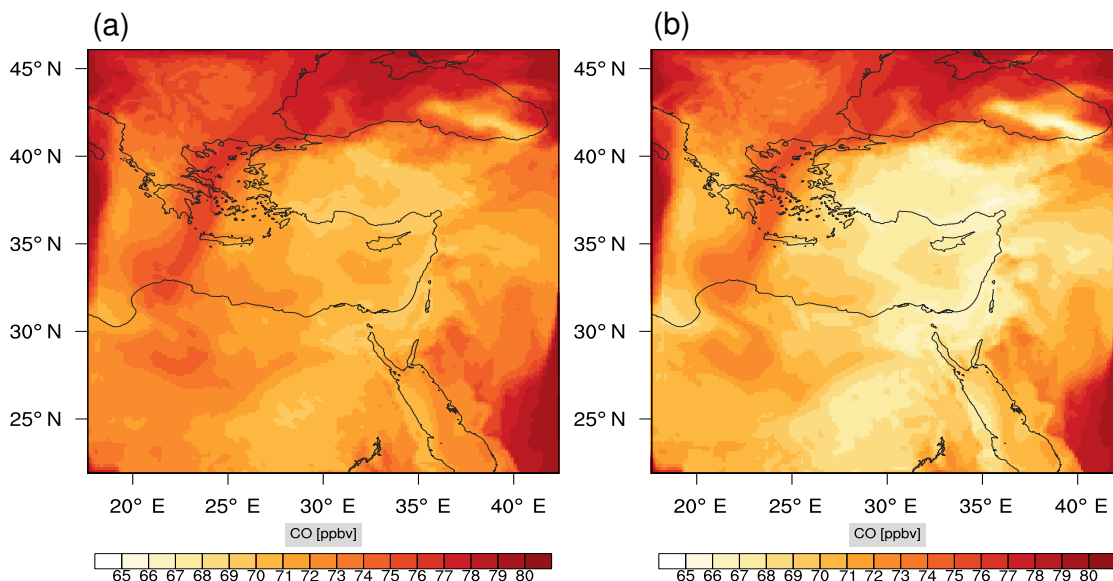 (a) (b)
45° N 45° N
40° N 40° N
35° N 35° N
30° N 30° N
25° N 25° N
20° E 25° E 30° E 35° E 40° E 20° E 25° E 30° E 35° E 40° E
CO [ppbv] CO [ppbv]
65 66 67 68 69 70 71 72 73 74 75 76 77 78 79 80 65 66 67 68 69 70 71 72 73 74 75 76 77 78 79 80